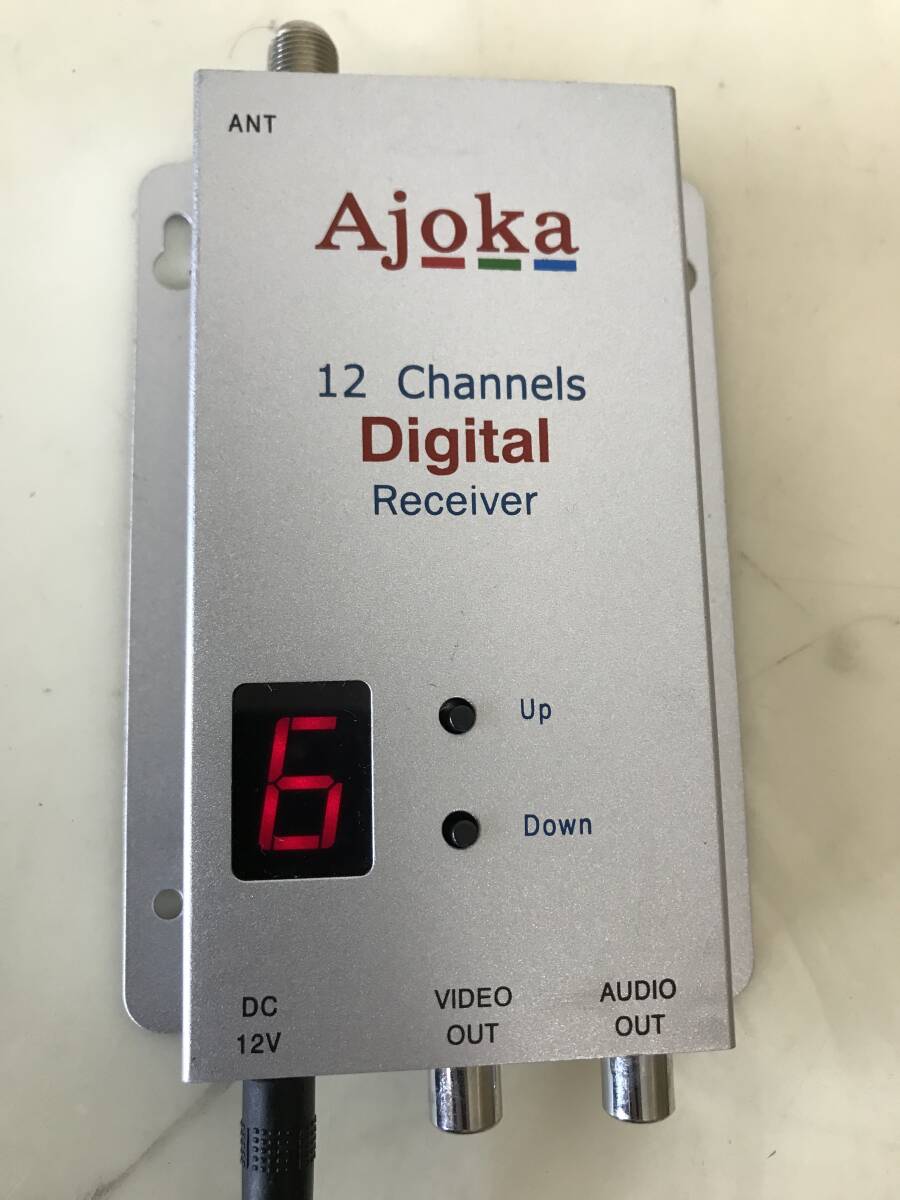 ANT
Ajoka
12 Channels
Digital
Receiver
6
Up
Down
DC
12V
VIDEO
OUT
AUDIO
OUT